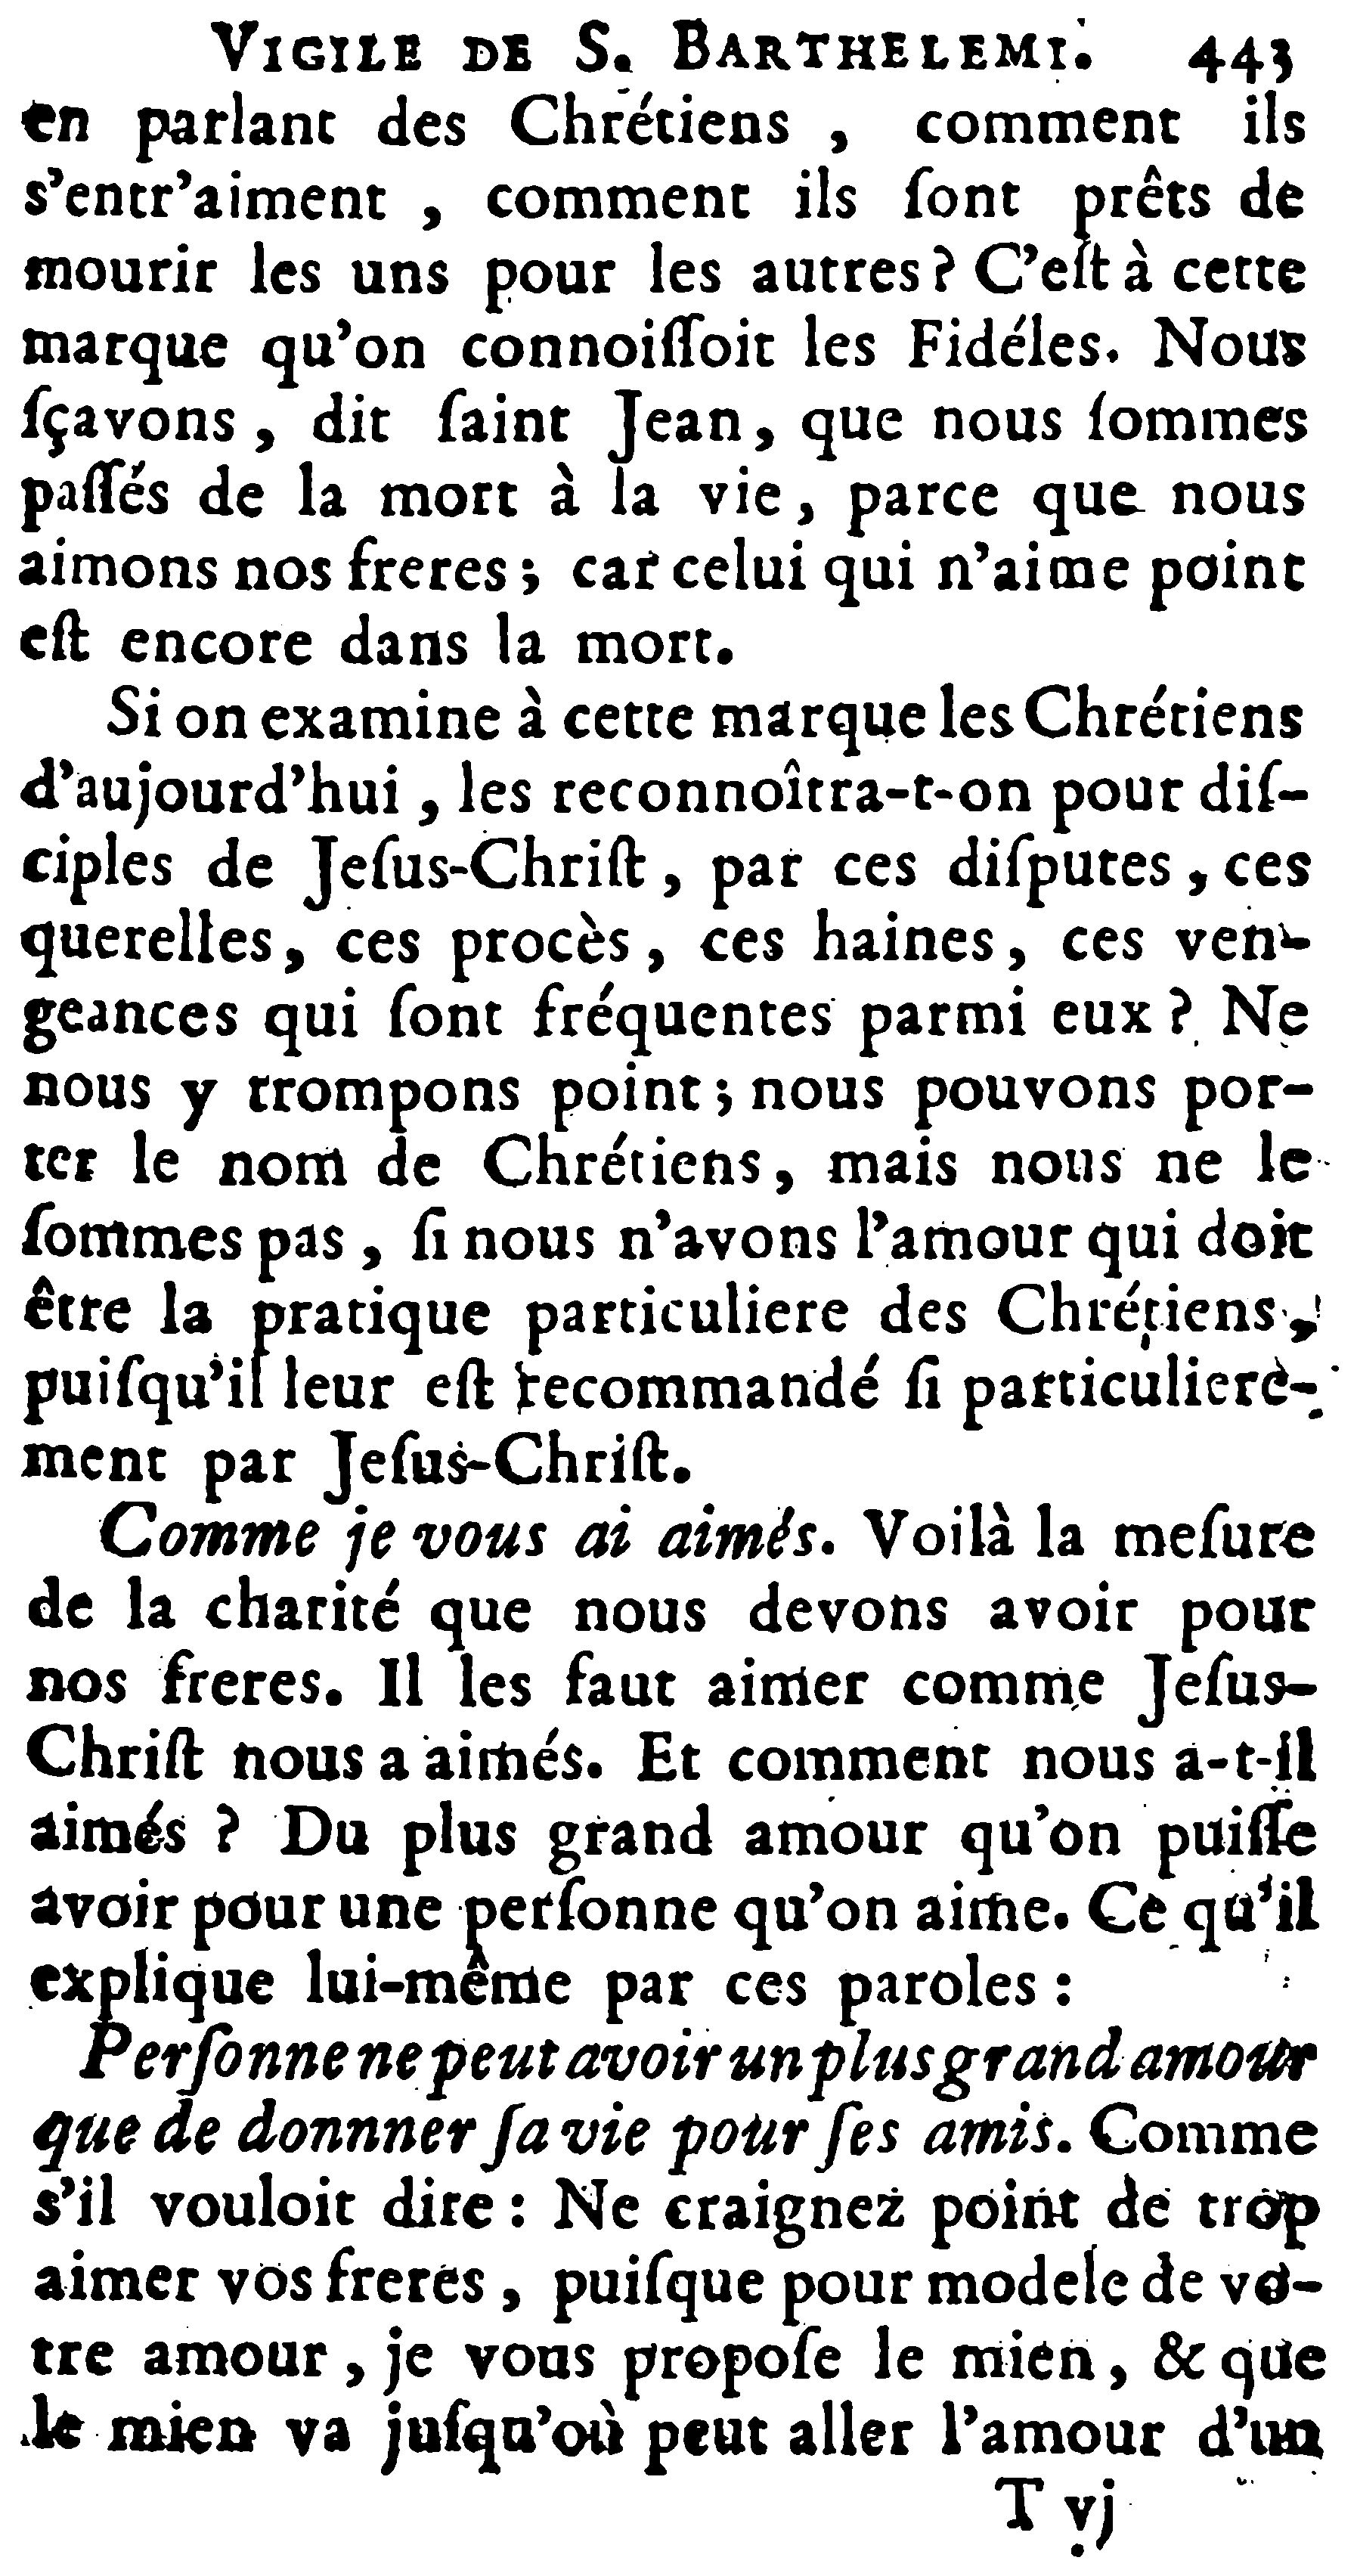 VIGILE DE S. BARTHELEMI. 443
en parlant des Chrétiens , comment ils
s'entr'aiment , comment ils ſont prêts de
mourir les uns pour les autres ? C'eſt à cette
marque qu'on connoiſſoit les Fidéles. Nous
ſçavons , dit ſaint Jean , que nous ſommes
paſſés de la mort à la vie , parce que nous
aimons nos freres ; car celui qui n'aime point
eſt encore dans la mort.
Si on examine à cette marque les Chrétiens
d'aujourd'hui , les reconnoîtra-t-on pour diſ-
ciples de Jeſus-Chriſt , par ces diſputes , ces
querelles , ces procès , ces haines , ces ven-
geances qui ſont fréquentes parmi eux ? Ne
nous y trompons point ; nous pouvons por-
ter le nom de Chrétiens , mais nous ne le
ſommes pas , ſi nous n'avons l'amour qui doit
être la pratique particuliere des Chrétiens ,
puiſqu'il leur eſt recommandé ſi particuliere-
ment par Jeſus-Chriſt.
Comme je vous ai aimés. Voilà la meſure
de la charité que nous devons avoir pour
nos freres. Il les faut aimer comme Jeſus-
Chriſt nous a aimés. Et comment nous a-t-il
aimés ? Du plus grand amour qu'on puiſſe
avoir pour une perſonne qu'on aime. Ce qu'il
explique lui-même par ces paroles :
Perſonne ne peut avoir un plus grand amour
que de donnner ſa vie pour ſes amis. Comme
s'il vouloit dire : Ne craignez point de trop
aimer vos freres , puiſque pour modele de vo-
tre amour , je vous propoſe le mien , & que
le mien va juſqu'où peut aller l'amour d'un
T vj